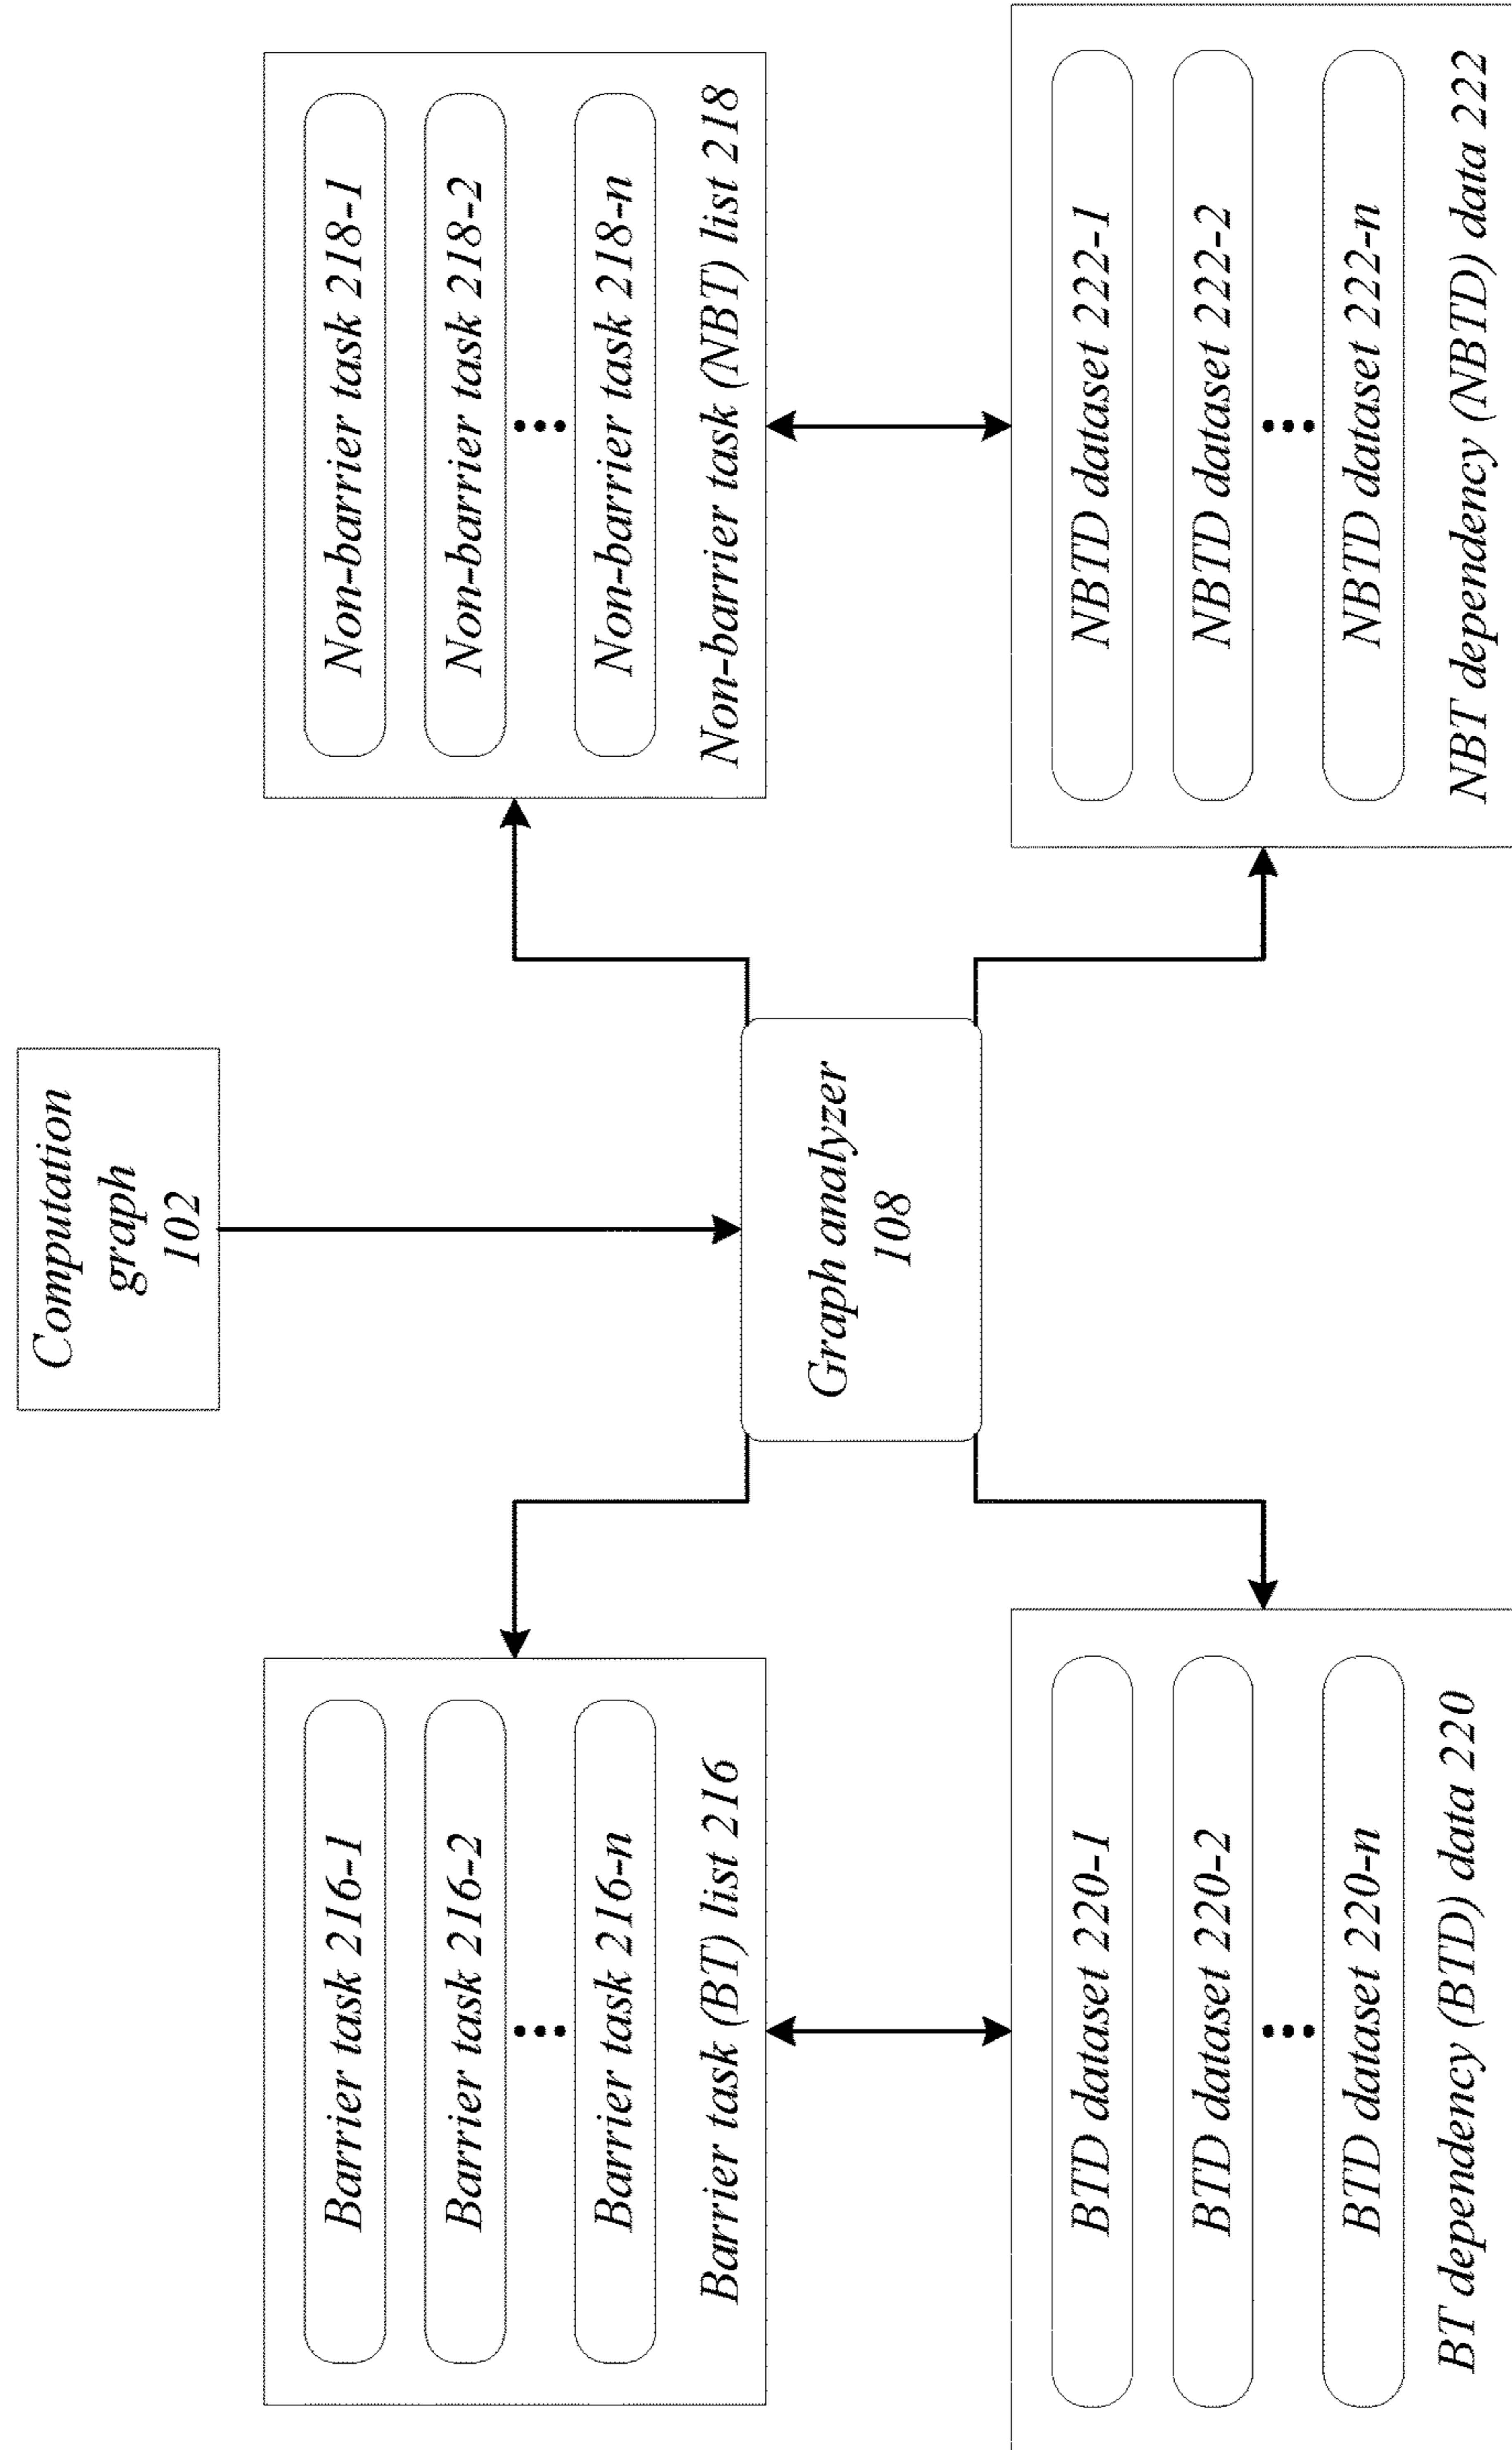 Computation
graph
102
Barrier task 216-1
Barrier task 216-2
Barrier task 216-n
Barrier task (BT) list 216
Non-barrier task 218-1
Non-barrier task 218-2
Non-barrier task 218-n
Non-barrier task (NBT) list 218
Graph analyzer
108
BTD dataset 220-1
BTD dataset 220-2
BTD dataset 220-n
BT dependency (BTD) data 220
NBTD dataset 222-1
NBTD dataset 222-2
NBTD dataset 222-n
NBT dependency (NBTD) data 222